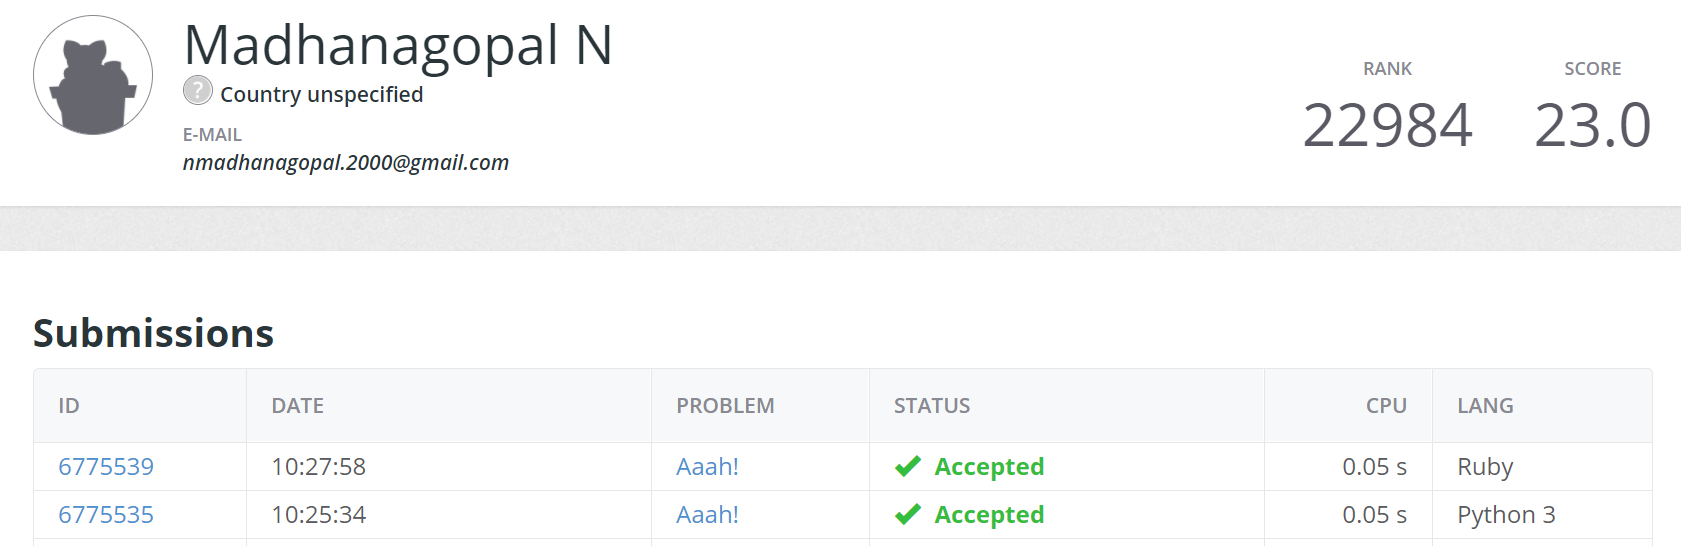 Madhanagopal N
? Country unspecified
E-MAIL
nmadhanagopal.2000@gmail.com
RANK SCORE
22984 23.0
Submissions
ID DATE PROBLEM STATUS CPU LANG
6775539 10:27:58 Aaah! Accepted 0.05 s Ruby
6775535 10:25:34 Aaah! Accepted 0.05 s Python 3